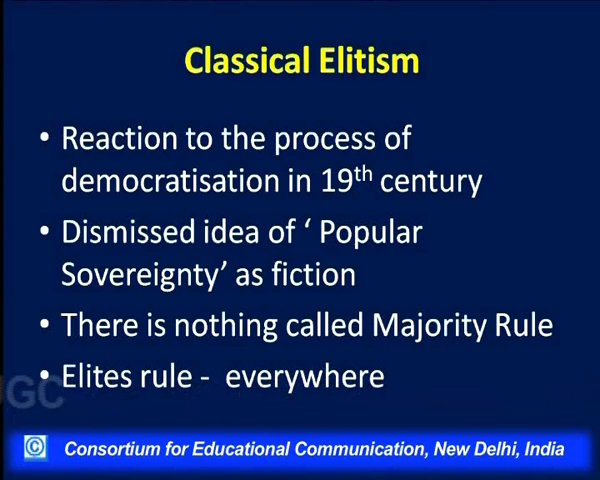 Classical Elitism
• Reaction to the process of
democratisation in 19th century
• Dismissed idea of ‘ Popular
Sovereignty’ as fiction
• There is nothing called Majority Rule
• Elites rule - everywhere
UGC
© Consortium for Educational Communication, New Delhi, India